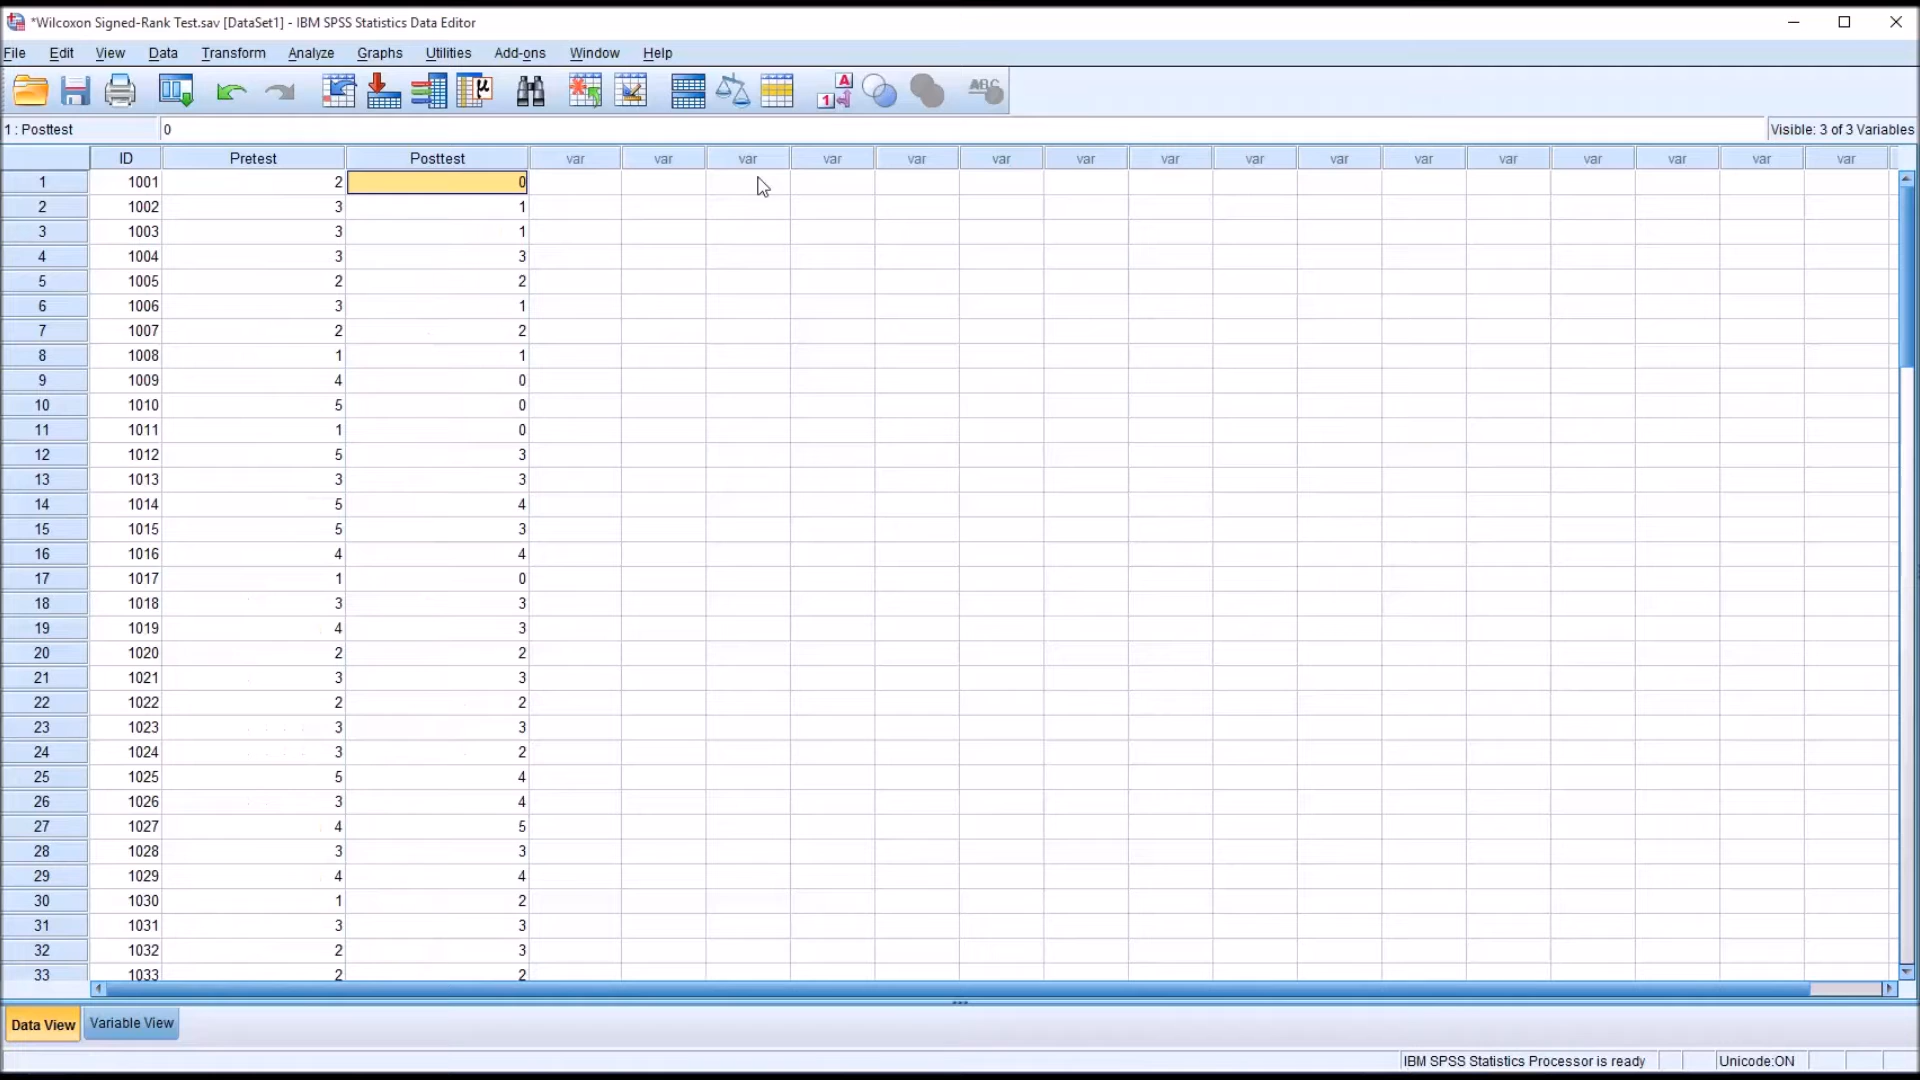 *Wilcoxon Signed-Rank Test.sav [DataSet1] - IBM SPSS Statistics Data Editor
File Edit View Data Transform Analyze Graphs Utilities Add-ons Window Help
1 : Posttest 0 Visible: 3 of 3 Variables
ID Pretest Posttest var var var var var var var var var var var var var var var var
1 1001 2 0
2 1002 3 1
3 1003 3 1
4 1004 3 3
5 1005 2 2
6 1006 3 1
7 1007 2 2
8 1008 1 1
9 1009 4 0
10 1010 5 0
11 1011 1 0
12 1012 5 3
13 1013 3 3
14 1014 5 4
15 1015 5 3
16 1016 4 4
17 1017 1 0
18 1018 3 3
19 1019 4 3
20 1020 2 2
21 1021 3 3
22 1022 2 2
23 1023 3 3
24 1024 3 2
25 1025 5 4
26 1026 3 4
27 1027 4 5
28 1028 3 3
29 1029 4 4
30 1030 1 2
31 1031 3 3
32 1032 2 3
33 1033 2 2
Data View Variable View
IBM SPSS Statistics Processor is ready Unicode:ON